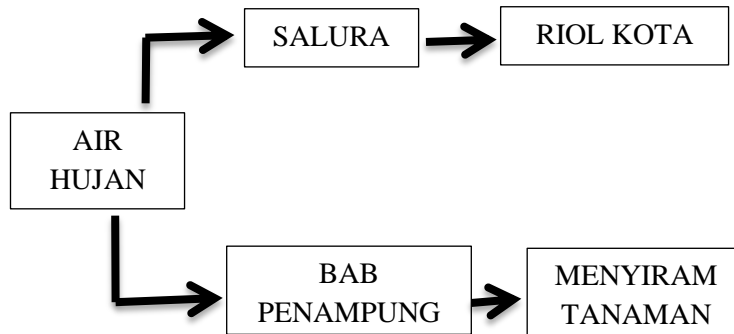 SALURA
RIOL KOTA
AIR
HUJAN
BAB
PENAMPUNG
MENYIRAM
TANAMAN